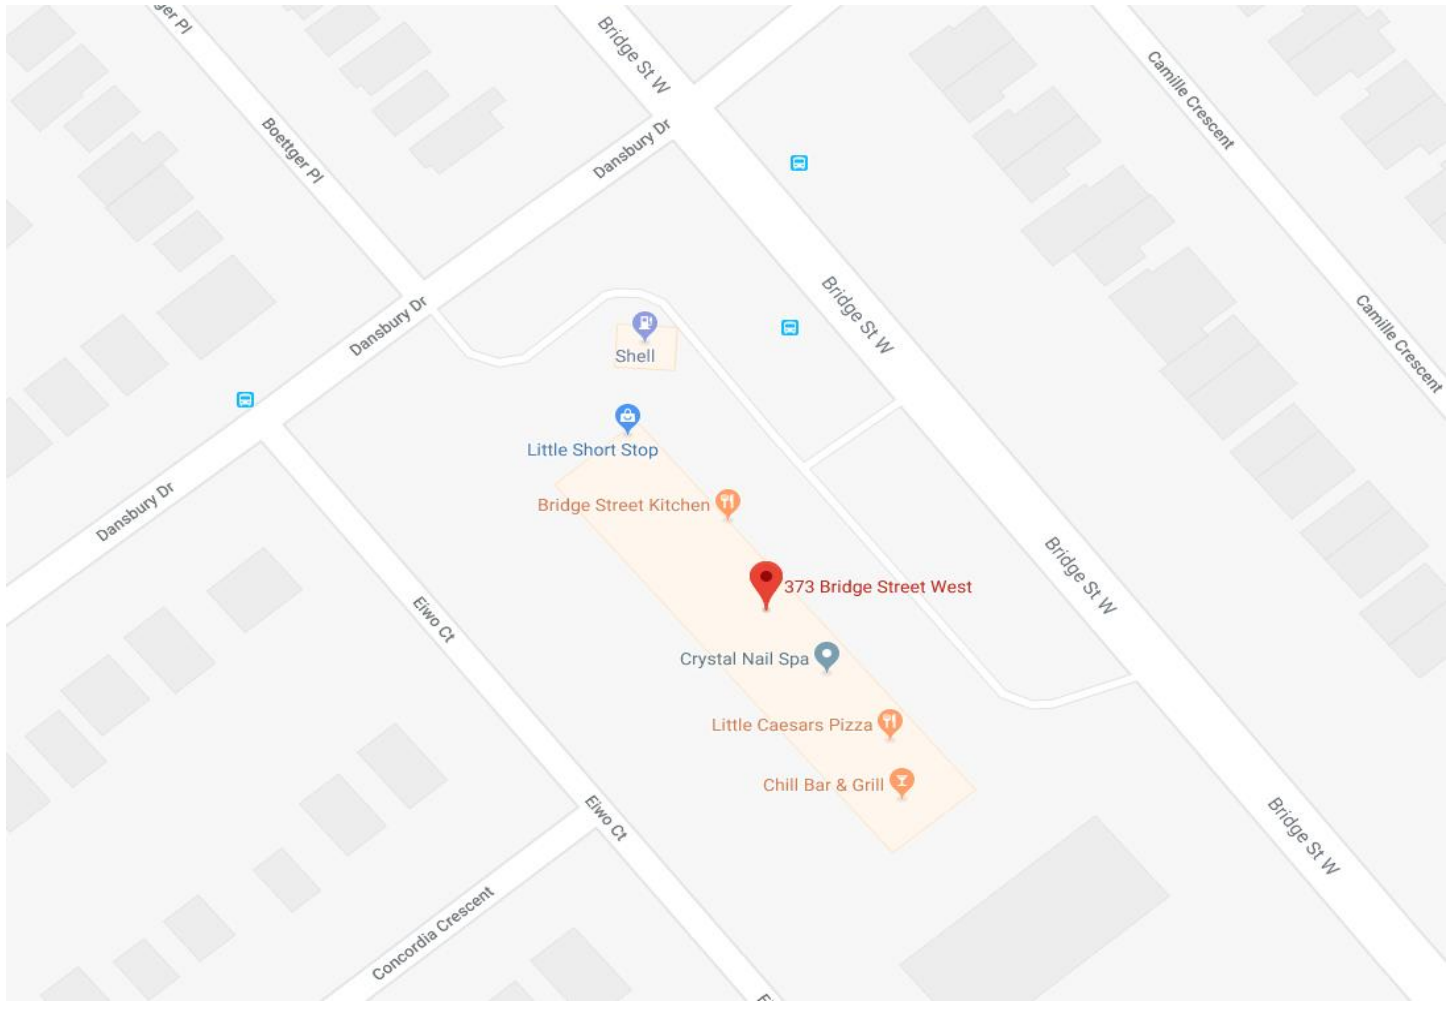 ger Pl
Bridge St W
Camille Crescent
Boettger Pl
Dansbury Dr
Bridge St W
Camille Crescent
Dansbury Dr
Shell
Little Short Stop
Dansbury Dr
Bridge Street Kitchen
Bridge St W
373 Bridge Street West
Eiwo Ct
Crystal Nail Spa
Little Caesars Pizza
Chill Bar & Grill
Eiwo Ct
Bridge St W
Concordia Crescent